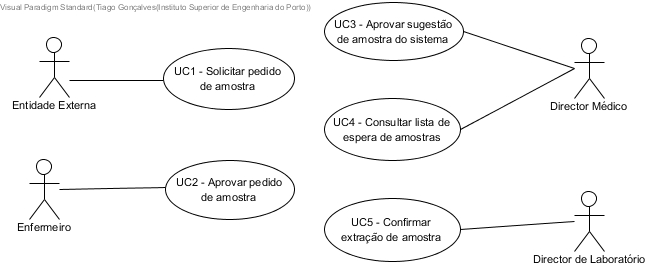 Visual Paradigm Standard(Tiago Gonçalves(Instituto Superior de Engenharia do Porto))
UC3 - Aprovar sugestão
de amostra do sistema
UC1 - Solicitar pedido
de amostra
Entidade Externa
Director Médico
UC4 - Consultar lista de
espera de amostras
UC2 - Aprovar pedido
de amostra
Enfermeiro
UC5 - Confirmar
extração de amostra
Director de Laboratório